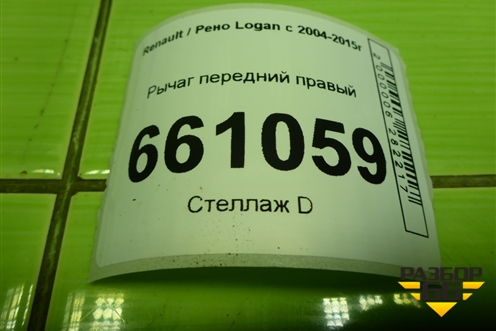 Renault / Рено Logan с 2004-2015г
Рычаг передний правый
661059
Стеллаж D
РАЗБОР